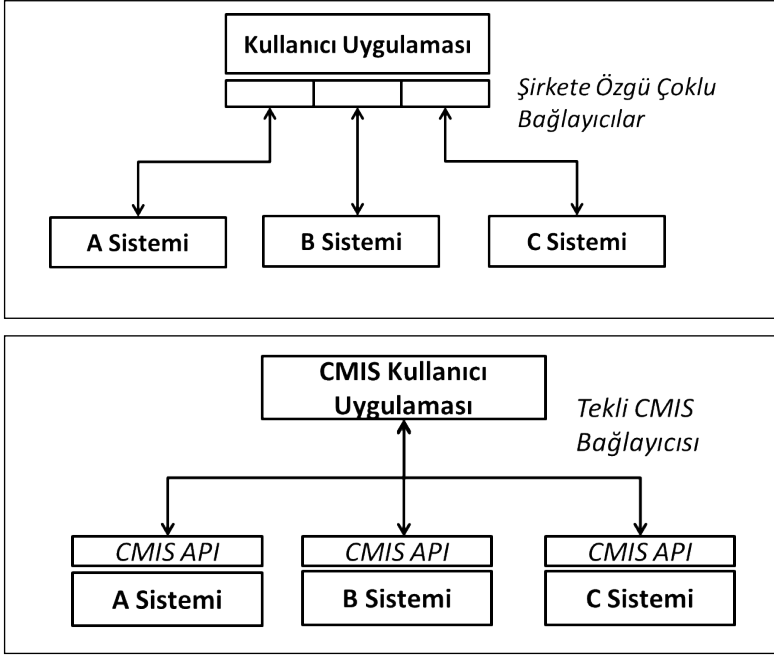 Kullanıcı Uygulaması
Şirkete Özgü Çoklu
Bağlayıcılar
A Sistemi
B Sistemi
C Sistemi
CMIS Kullanıcı
Uygulaması
Tekli CMIS
Bağlayıcısı
CMIS API
CMIS API
CMIS API
A Sistemi
B Sistemi
C Sistemi